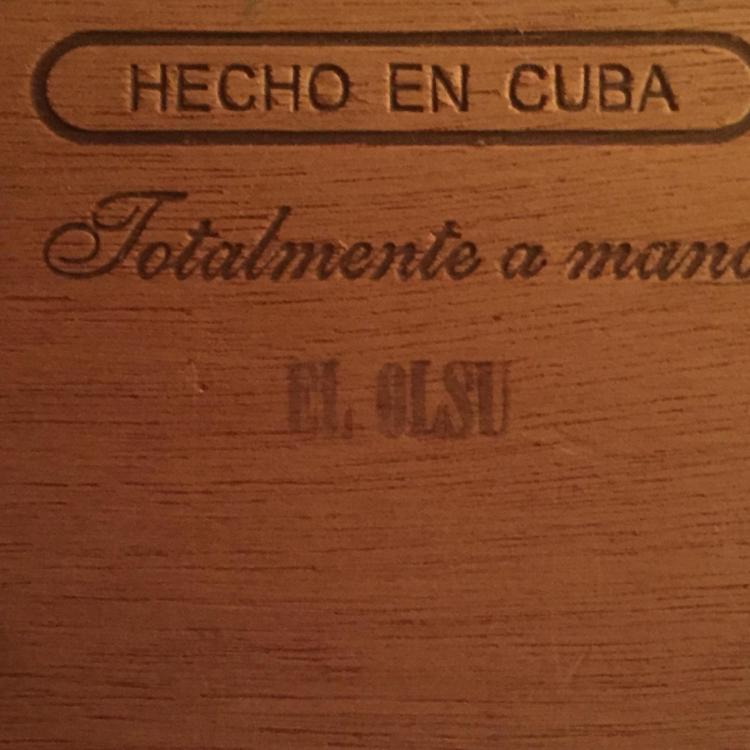 HECHO EN CUBA
Totalmente a mano
EL OLSU